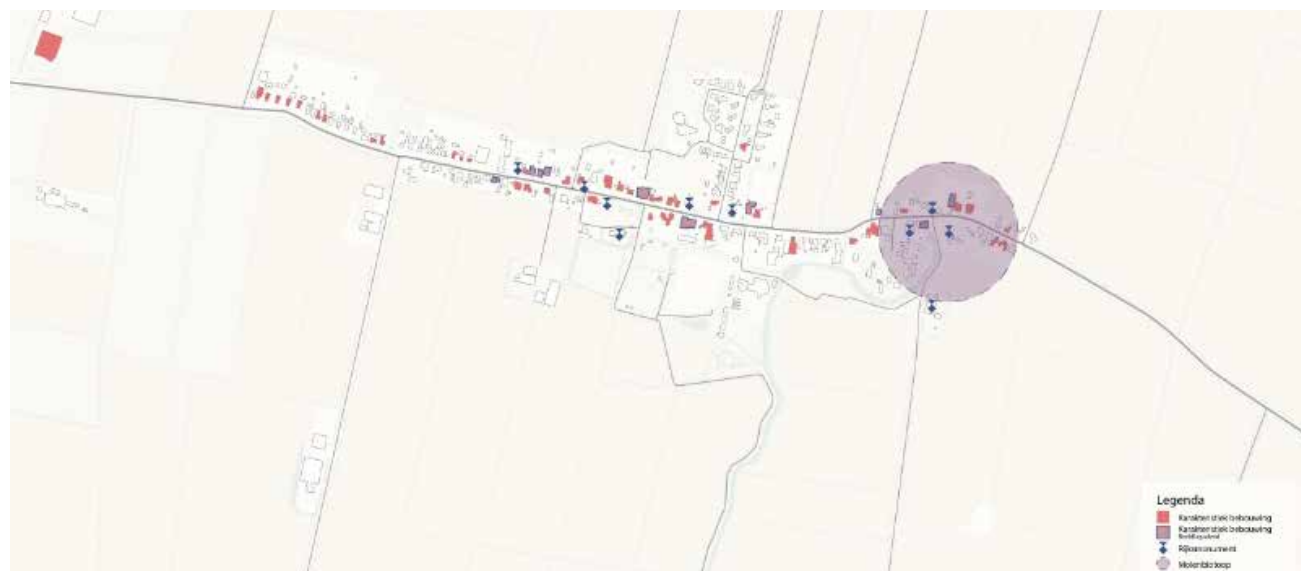 Legenda
Karakteristiek bebouwing
Karakteristiek bebouwing
Rijksmonument
Molenbiotoop